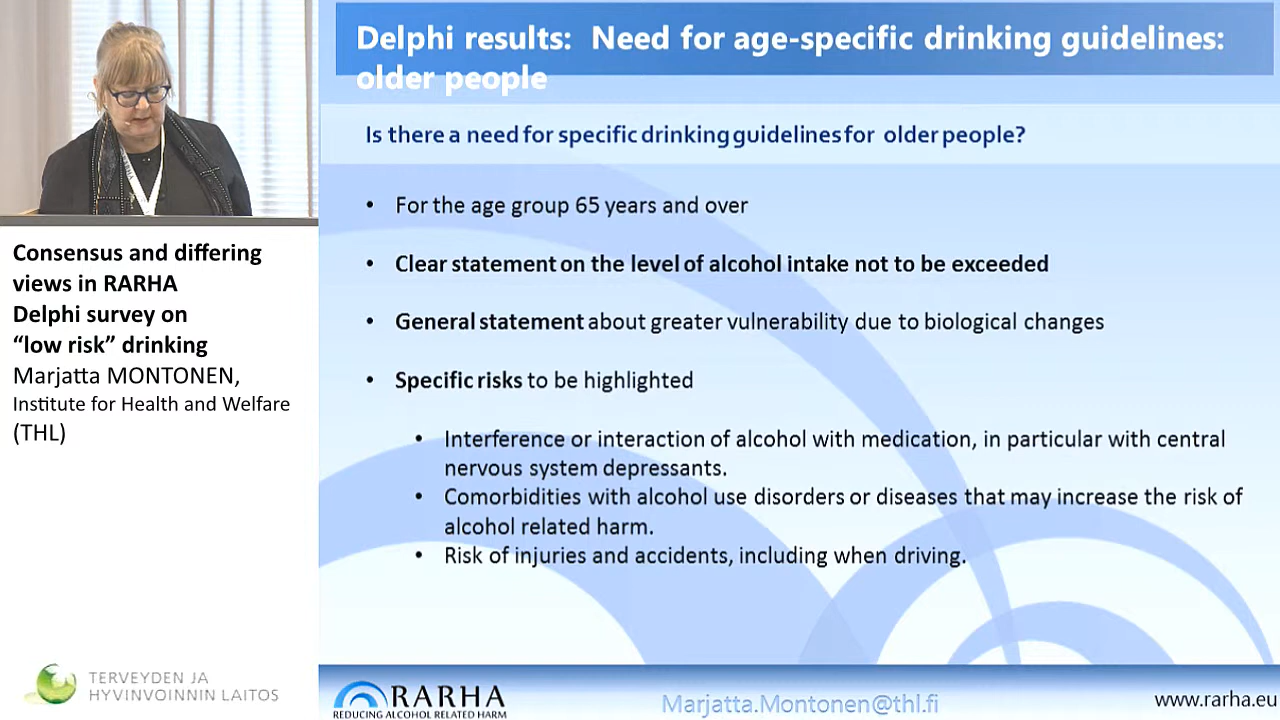 Delphi results: Need for age-specific drinking guidelines:
older people
Is there a need for specific drinking guidelines for older people?
• For the age group 65 years and over
• Clear statement on the level of alcohol intake not to be exceeded
• General statement about greater vulnerability due to biological changes
• Specific risks to be highlighted
• Interference or interaction of alcohol with medication, in particular with central
nervous system depressants.
• Comorbidities with alcohol use disorders or diseases that may increase the risk of
alcohol related harm.
• Risk of injuries and accidents, including when driving.
RARHA
Consensus and differing
views in RARHA
Delphi survey on
“low risk” drinking
Marjatta MONTONEN,
Institute for Health and Welfare
(THL)
TERVEYDEN JA
HYVINVOINNIN LAITOS
RARHA
REDUCING ALCOHOL RELATED HARM
Marjatta.Montonen@thl.fi
www.rarha.eu